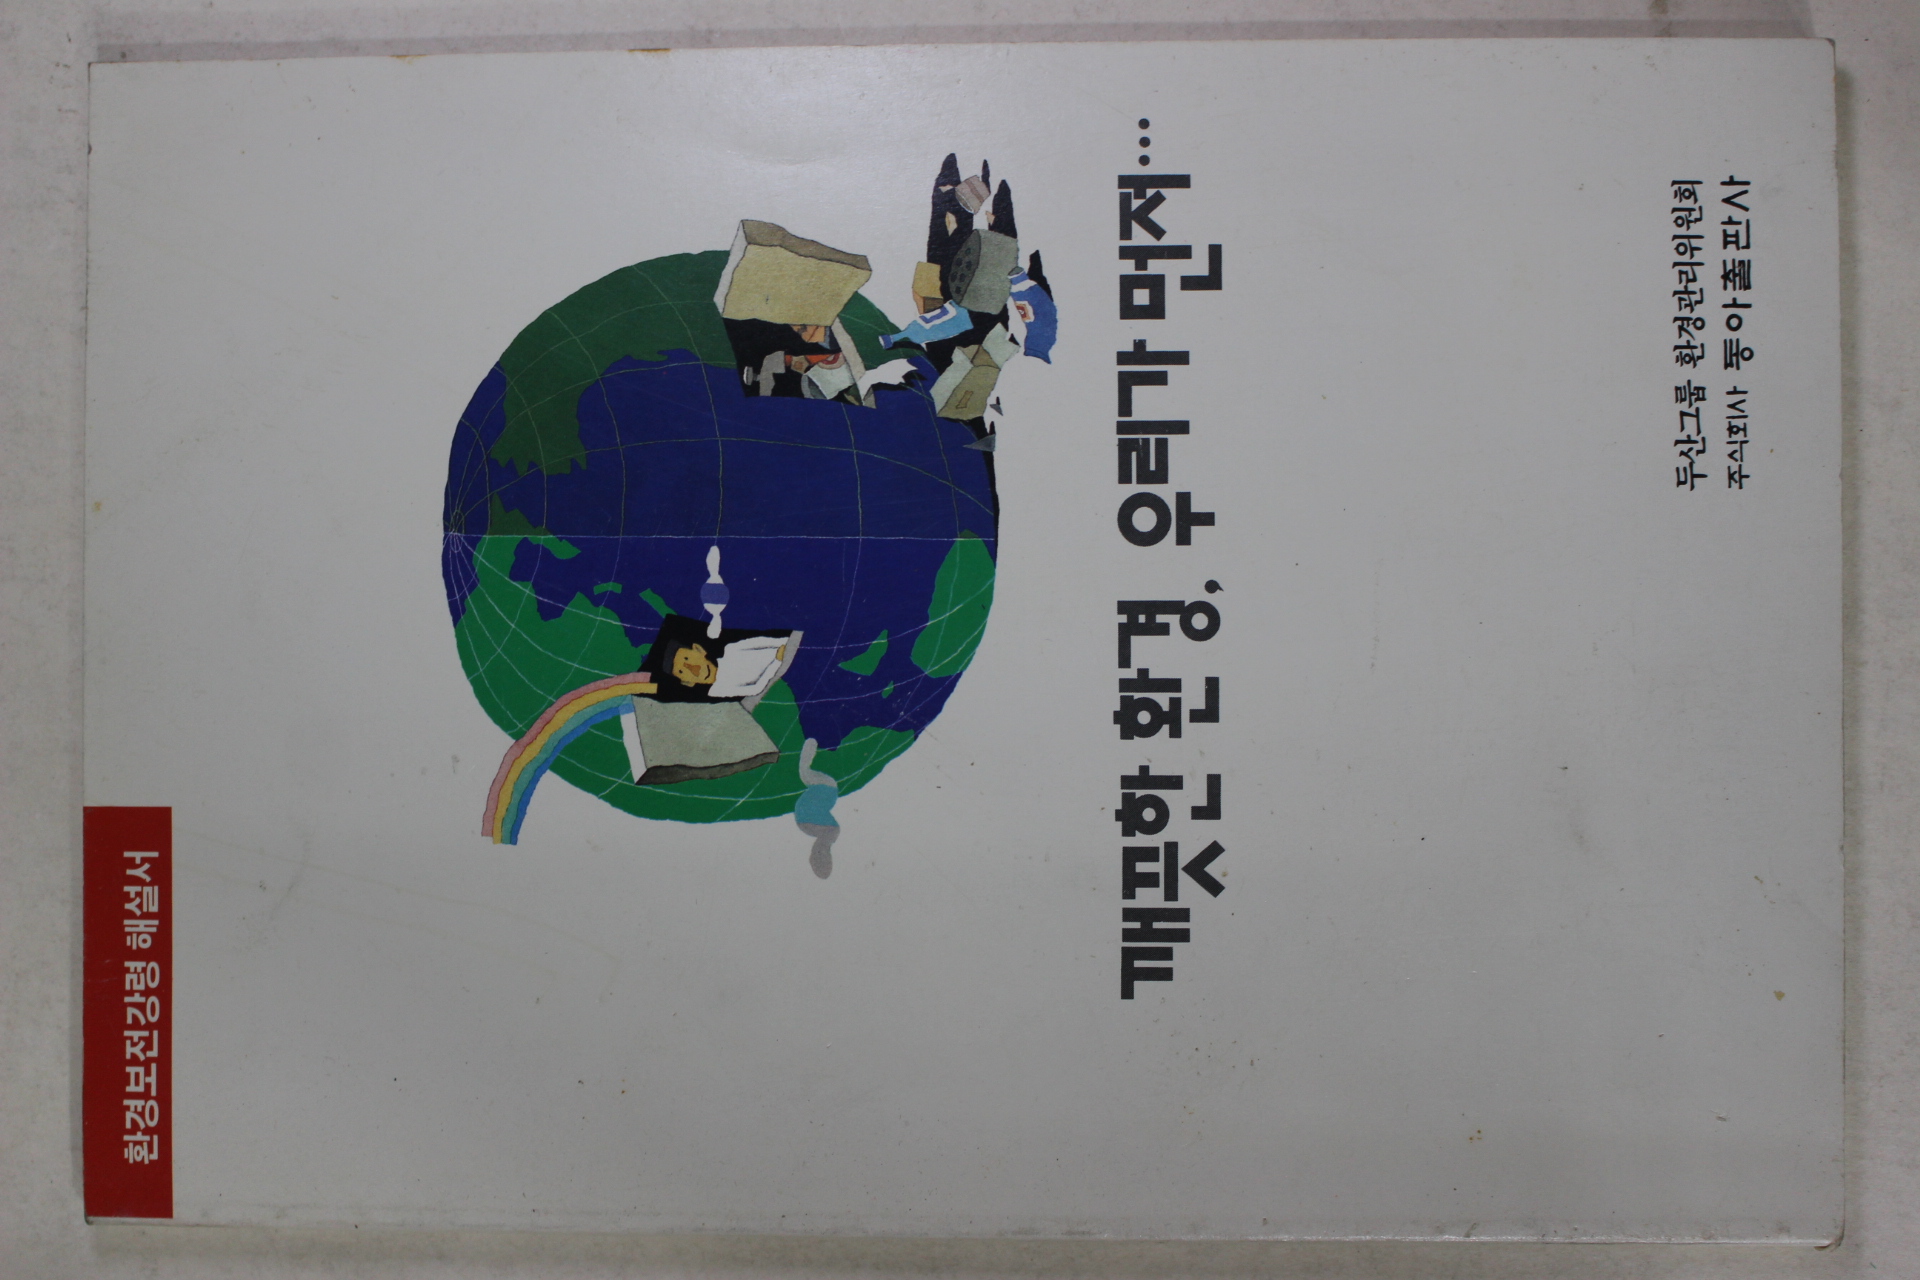 환경보전강령 해설서
깨끗한 환경, 우리가 먼저…
두산그룹 환경관리위원회
주식회사 동아출판사